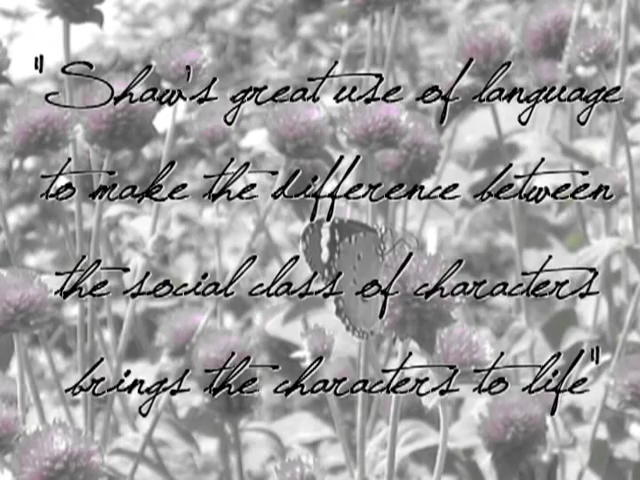 "Shaw's great use of language
to make the difference between
the social class of characters
brings the characters to life"